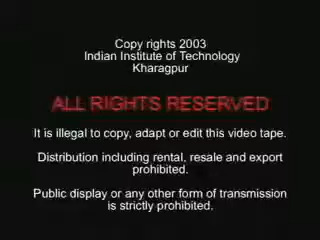 Copy rights 2003
Indian Institute of Technology
Kharagpur
ALL RIGHTS RESERVED
It is illegal to copy, adapt or edit this video tape.
Distribution including rental, resale and export
prohibited.
Public display or any other form of transmission
is strictly prohibited.